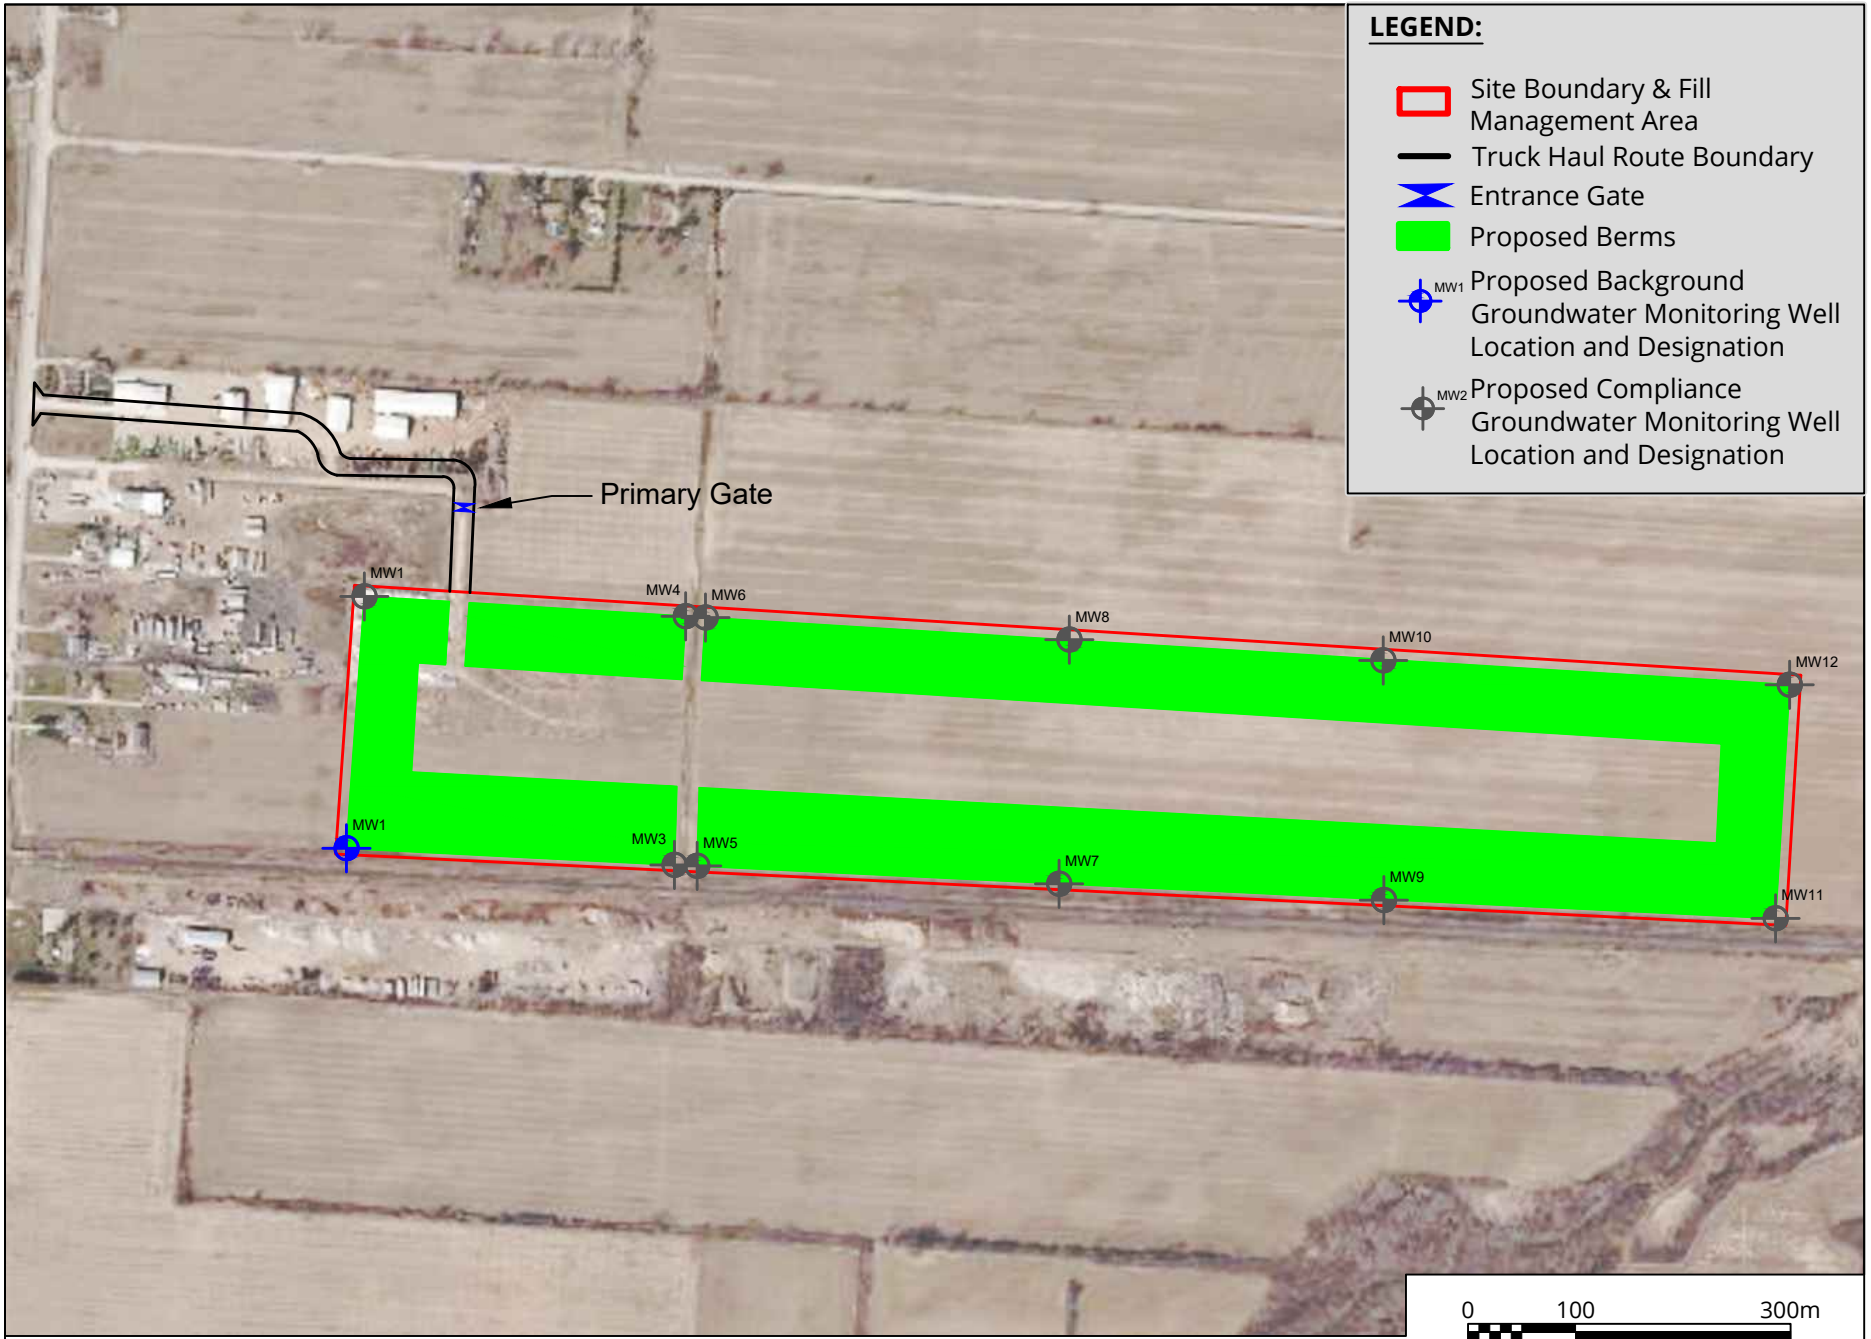 LEGEND:
Site Boundary & Fill
Management Area
Truck Haul Route Boundary
Entrance Gate
Proposed Berms
MW1 Proposed Background
Groundwater Monitoring Well
Location and Designation
MW2 Proposed Compliance
Groundwater Monitoring Well
Location and Designation
Primary Gate
MW1
MW4 MW6
MW8
MW10
MW12
MW1
MW3 MW5
MW7
MW9
MW11
0 100 300m